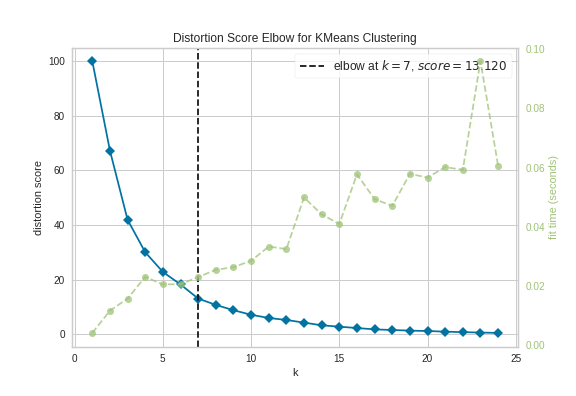 Distortion Score Elbow for KMeans Clustering
elbow at k = 7, score = 13.120
distortion score
100
80
60
40
20
0
0.10
0.08
0.06
0.04
0.02
0.00
fit time (seconds)
0 5 10 15 20 25
k